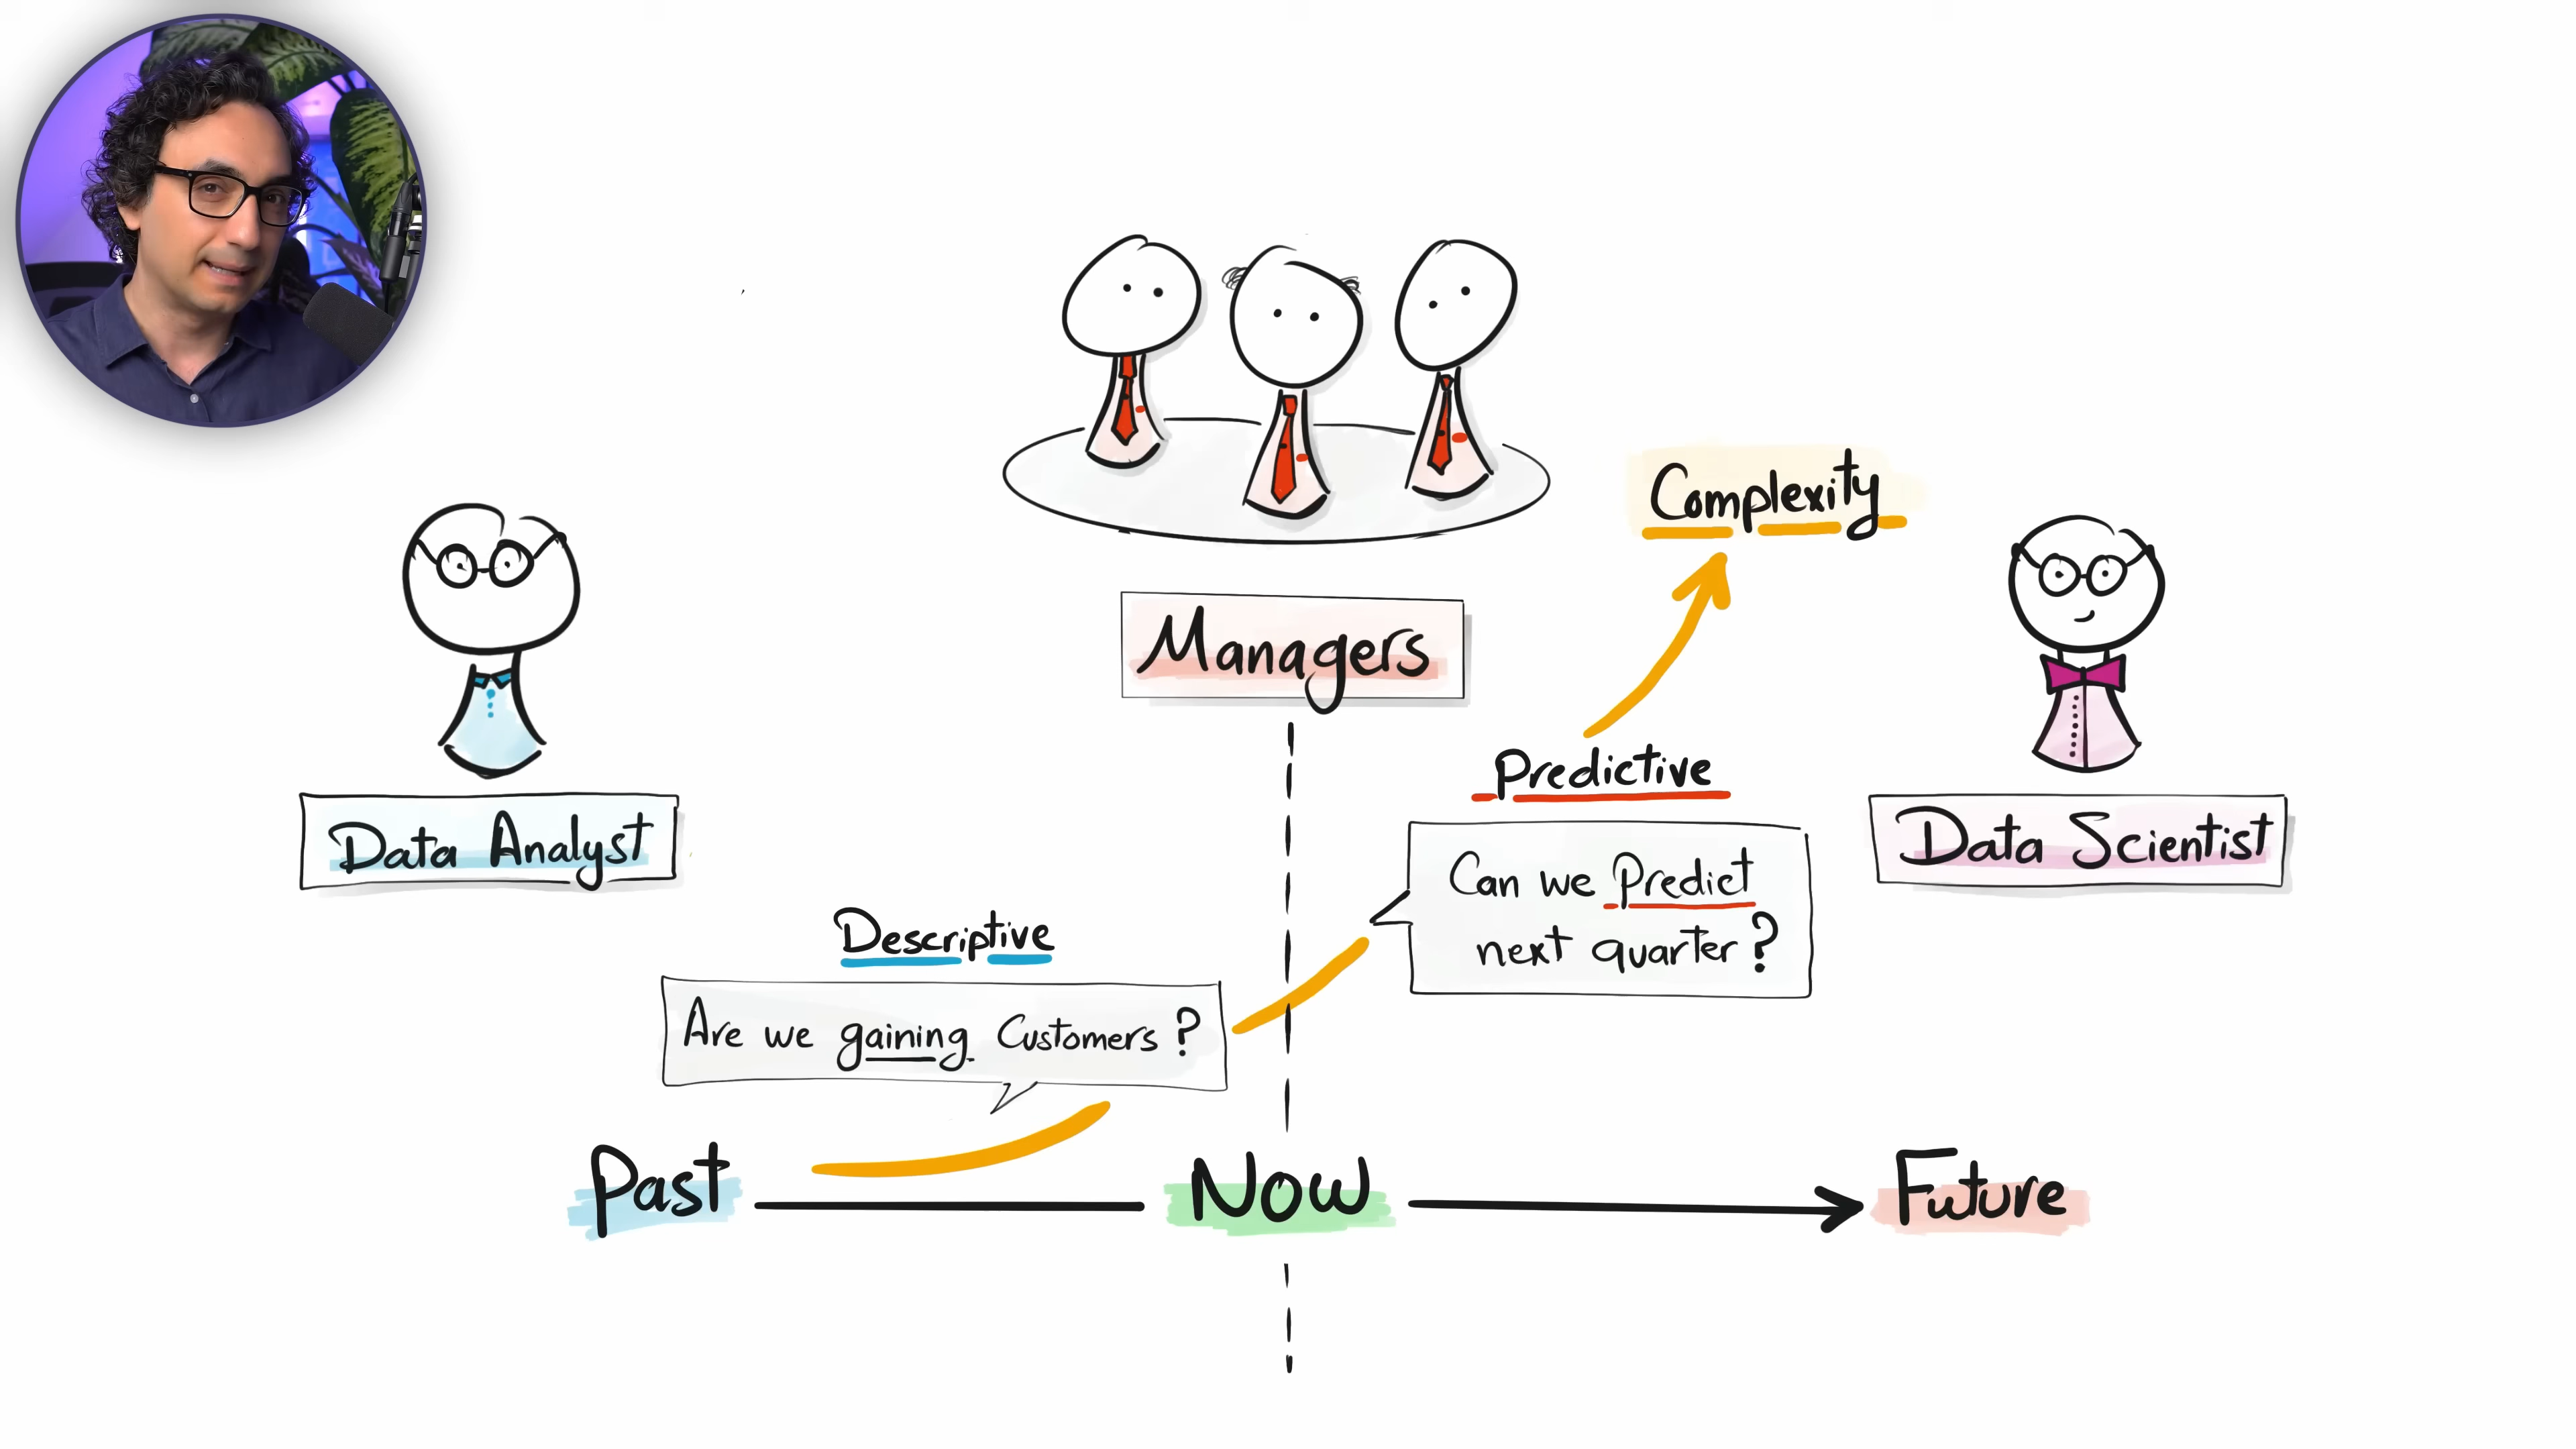 Complexity
Managers
Predictive
Data Analyst
Data Scientist
Can we Predict
next quarter?
Descriptive
Are we gaining Customers?
Past
Now
Future